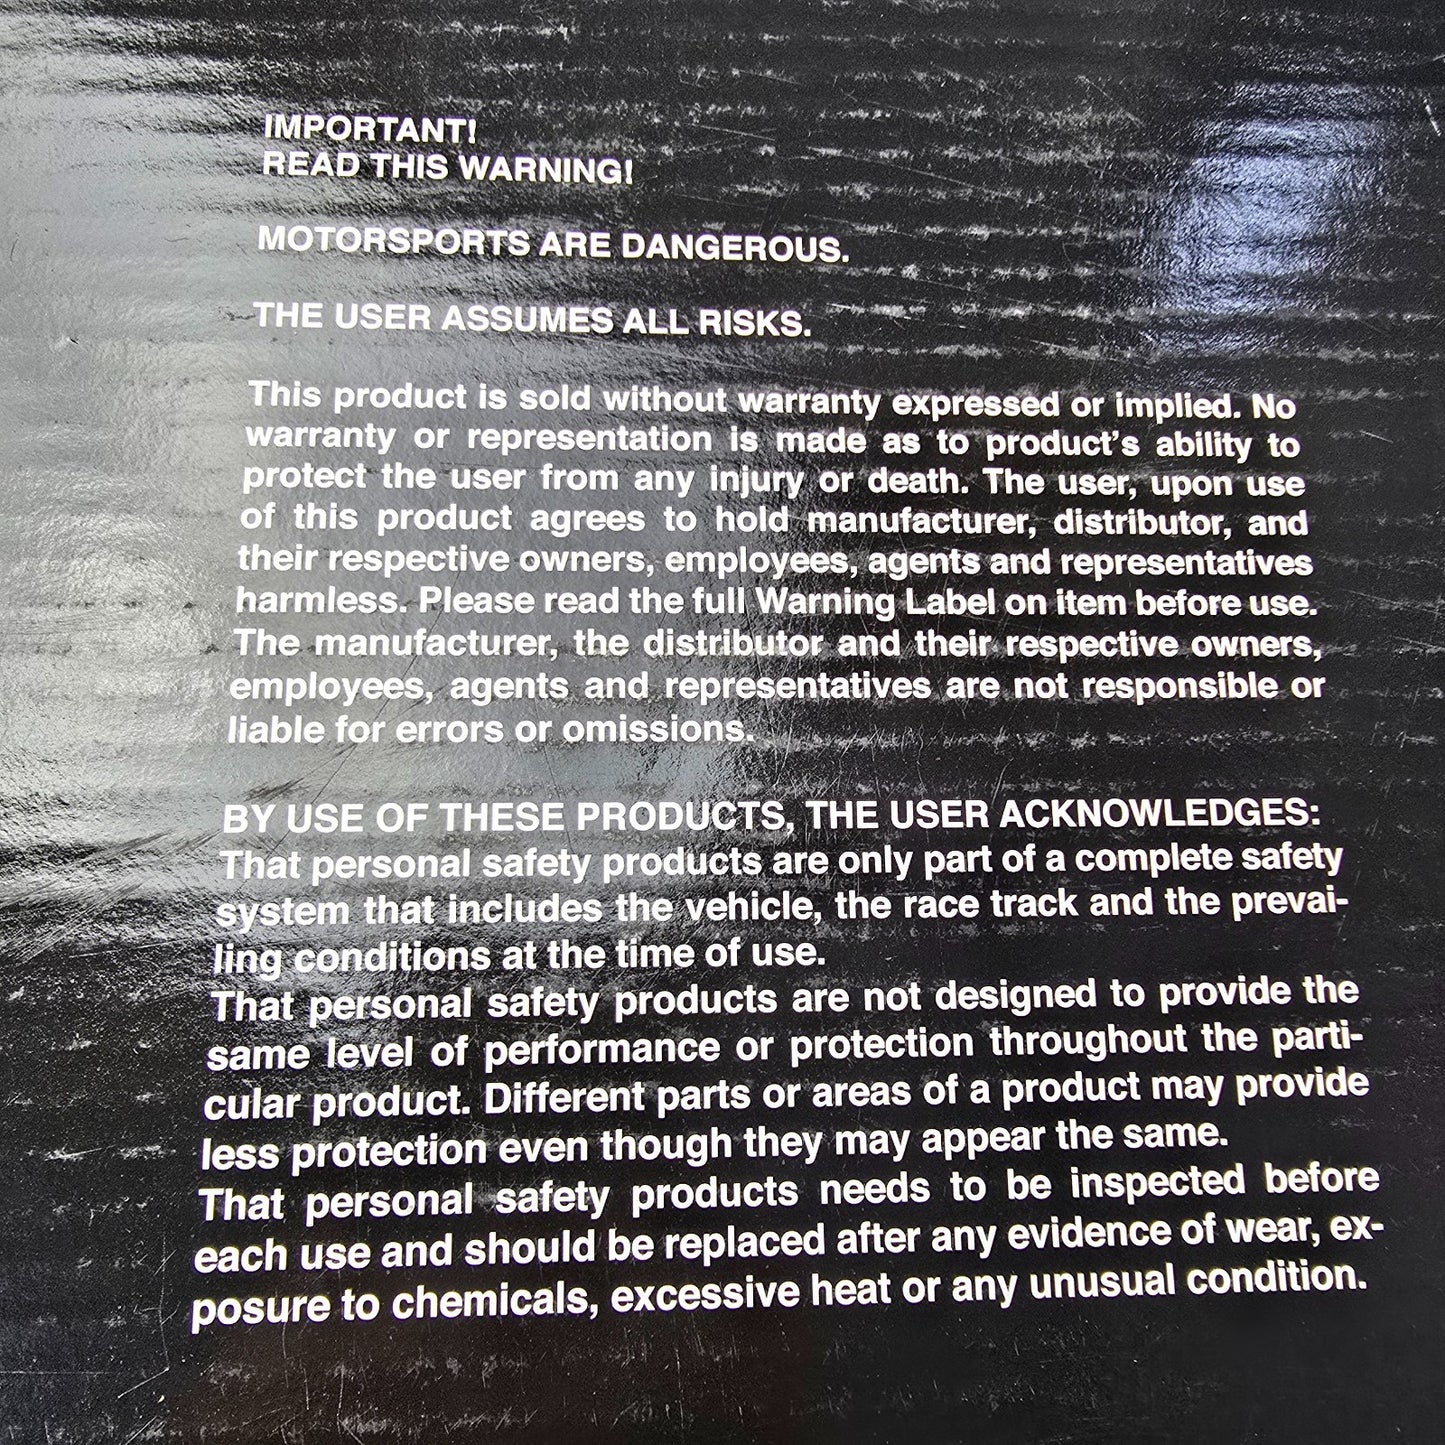 IMPORTANT!
READ THIS WARNING!
MOTORSPORTS ARE DANGEROUS.
THE USER ASSUMES ALL RISKS.
This product is sold without warranty expressed or implied. No
warranty or representation is made as to product's ability to
protect the user from any injury or death. The user, upon use
of this product agrees to hold manufacturer, distributor, and
their respective owners, employees, agents and representatives
harmless. Please read the full Warning Label on item before use.
The manufacturer, the distributor and their respective owners,
employees, agents and representatives are not responsible or
liable for errors or omissions.
BY USE OF THESE PRODUCTS, THE USER ACKNOWLEDGES:
That personal safety products are only part of a complete safety
system that includes the vehicle, the race track and the prevai-
ling conditions at the time of use.
That personal safety products are not designed to provide the
same level of performance or protection throughout the parti-
cular product. Different parts or areas of a product may provide
less protection even though they may appear the same.
That personal safety products needs to be inspected before
each use and should be replaced after any evidence of wear, ex-
posure to chemicals, excessive heat or any unusual condition.